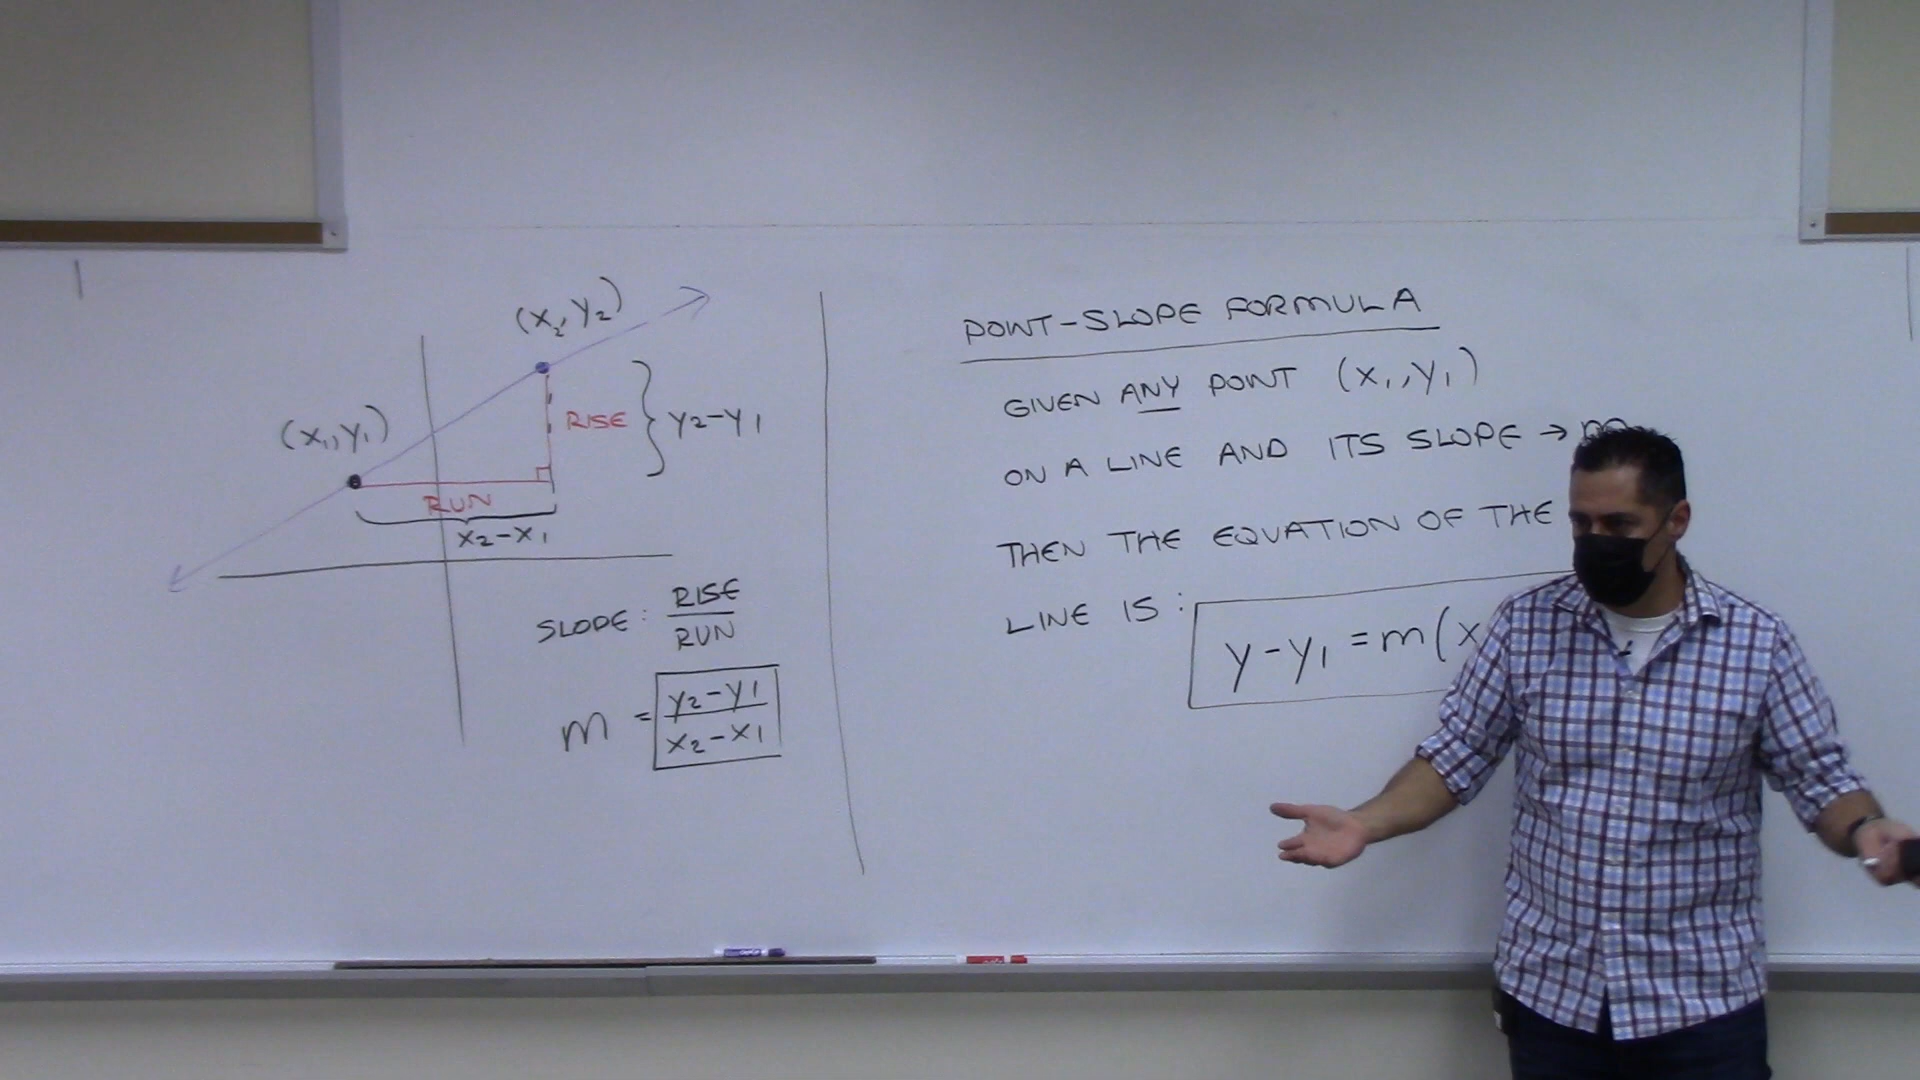 (x₂, y₂)
(x₁, y₁)
RISE
y₂-y₁
RUN
x₂-x₁
SLOPE: RISE
RUN
m = y₂-y₁
x₂-x₁
POINT-SLOPE FORMULA
GIVEN ANY POINT (x₁, y₁)
ON A LINE AND ITS SLOPE → m
THEN THE EQUATION OF THE
LINE IS: y-y₁ = m(x